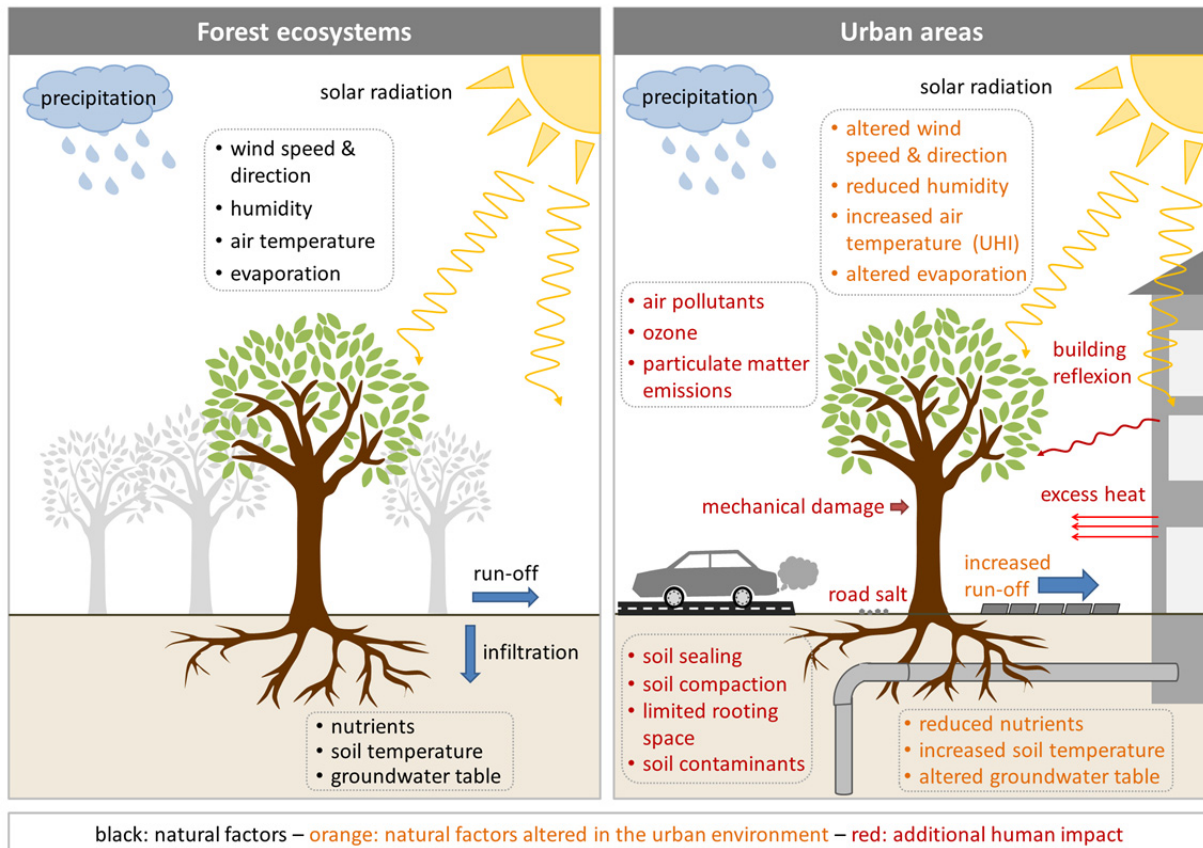 Forest ecosystems
precipitation
solar radiation
• wind speed &
direction
• humidity
• air temperature
• evaporation
run-off
infiltration
• nutrients
• soil temperature
• groundwater table
Urban areas
precipitation
solar radiation
• altered wind
speed & direction
• reduced humidity
• increased air
temperature (UHI)
• altered evaporation
• air pollutants
• ozone
• particulate matter
emissions
building
reflexion
mechanical damage
excess heat
increased
run-off
road salt
• soil sealing
• soil compaction
• limited rooting
space
• soil contaminants
• reduced nutrients
• increased soil temperature
• altered groundwater table
black: natural factors – orange: natural factors altered in the urban environment – red: additional human impact